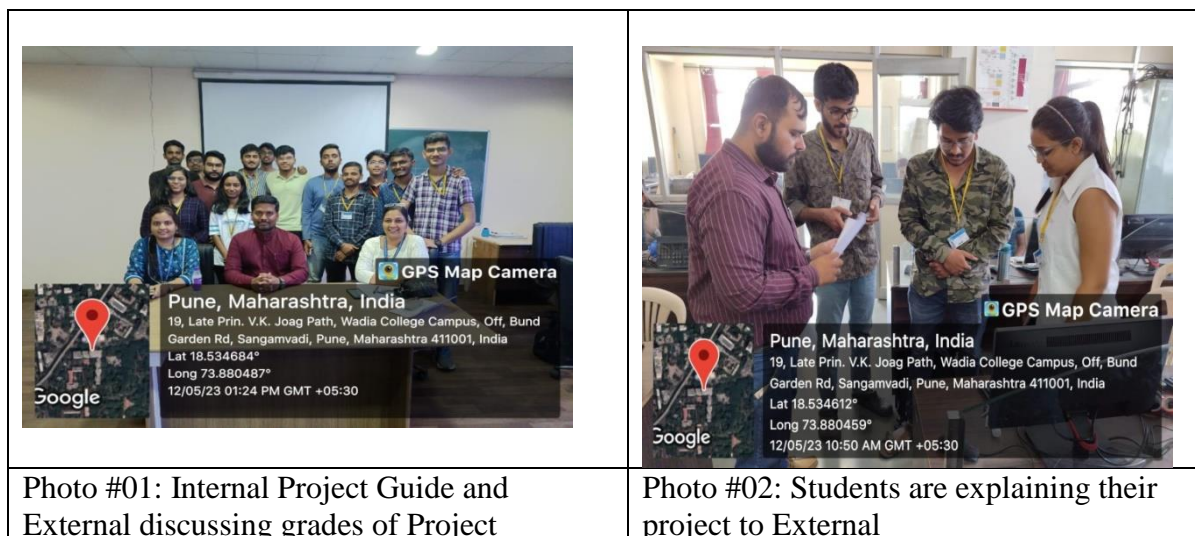 GPS Map Camera
Pune, Maharashtra, India
19, Late Prin. V.K. Joag Path, Wadia College Campus, Off, Bund
Garden Rd, Sangamvadi, Pune, Maharashtra 411001, India
Lat 18.534684°
Long 73.880487°
12/05/23 01:24 PM GMT +05:30
Google
Photo #01: Internal Project Guide and
External discussing grades of Project
GPS Map Camera
Pune, Maharashtra, India
19, Late Prin. V.K. Joag Path, Wadia College Campus, Off, Bund
Garden Rd, Sangamvadi, Pune, Maharashtra 411001, India
Lat 18.534612°
Long 73.880459°
12/05/23 10:50 AM GMT +05:30
Google
Photo #02: Students are explaining their
project to External